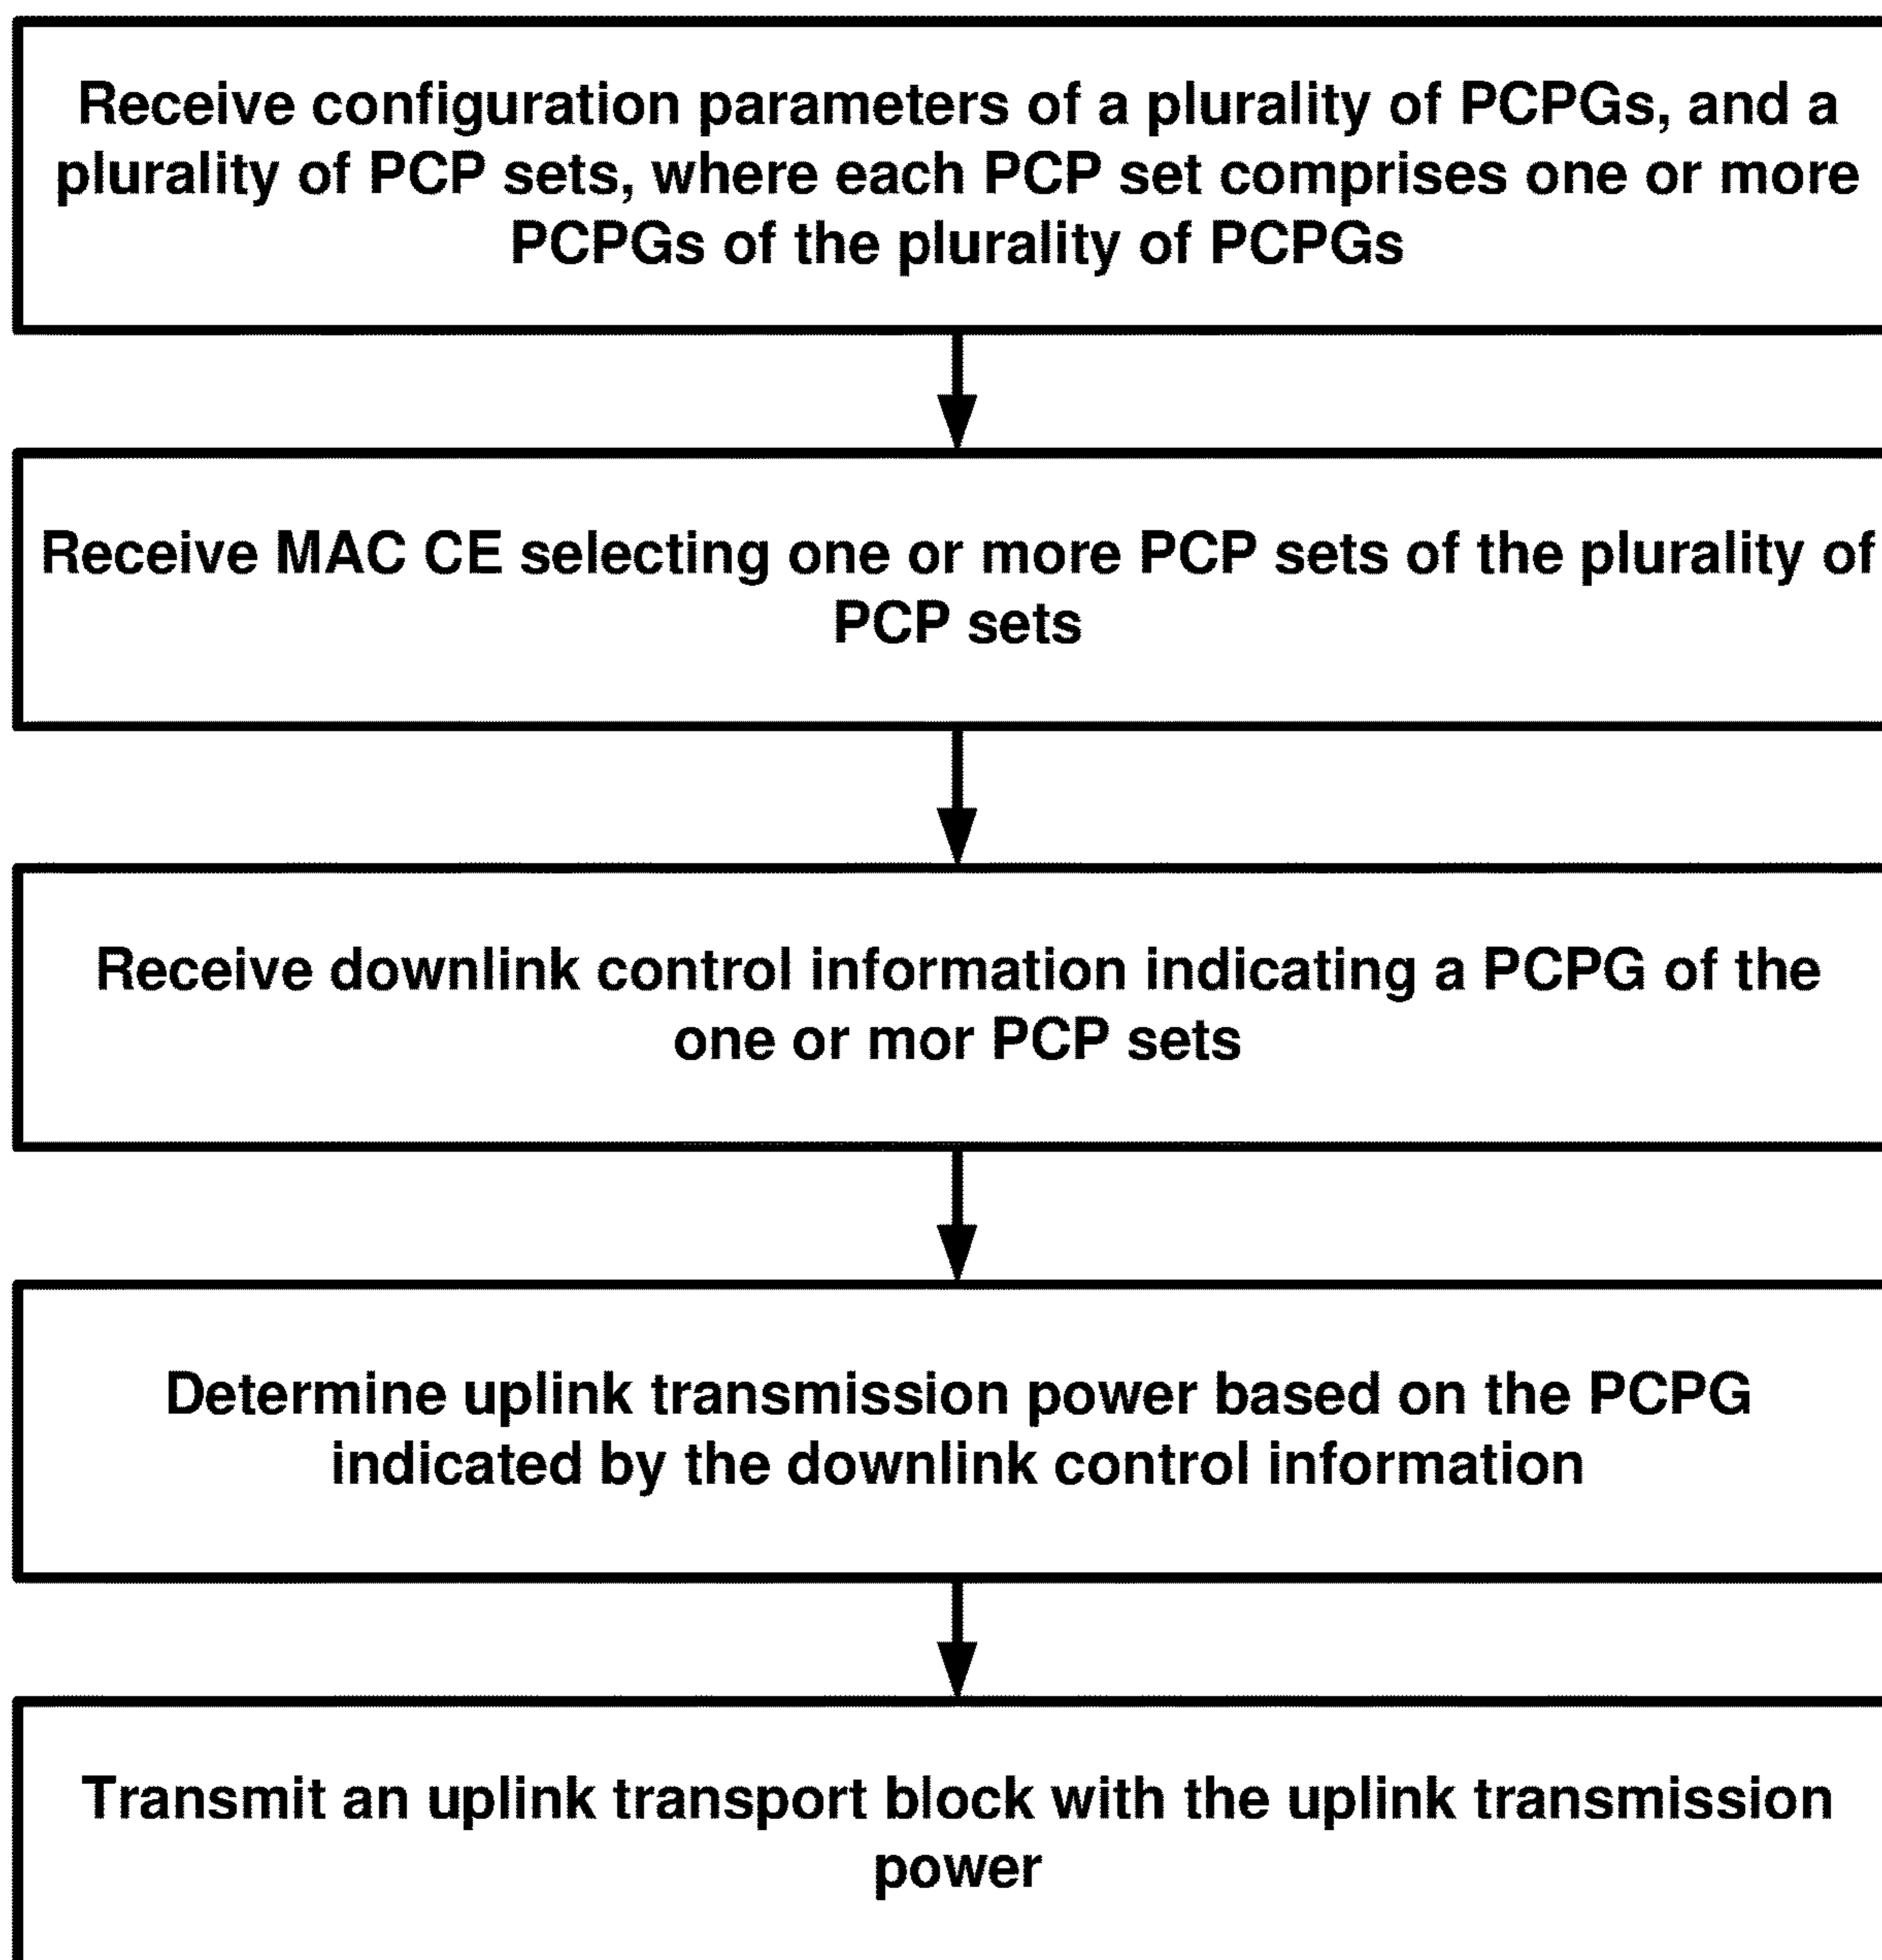 Receive configuration parameters of a plurality of PCPGs, and a
plurality of PCP sets, where each PCP set comprises one or more
PCPGs of the plurality of PCPGs
Receive MAC CE selecting one or more PCP sets of the plurality of
PCP sets
Receive downlink control information indicating a PCPG of the
one or mor PCP sets
Determine uplink transmission power based on the PCPG
indicated by the downlink control information
Transmit an uplink transport block with the uplink transmission
power